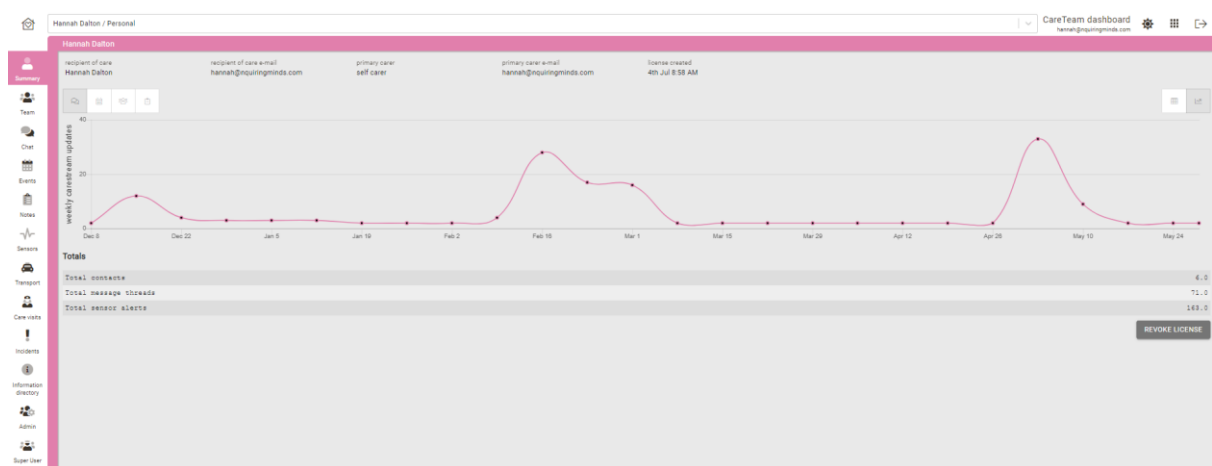 Hannah Dalton / Personal
CareTeam dashboard
hannah@nquiringminds.com
Hannah Dalton
recipient of care
Hannah Dalton
recipient of care e-mail
hannah@nquiringminds.com
primary carer
self carer
primary carer e-mail
hannah@nquiringminds.com
license created
4th Jul 8:58 AM
Summary
Team
Chat
Events
Notes
Sensors
Transport
Care visits
Incidents
Information
directory
Admin
Super User
weekly carestream updates
40
20
0
Dec 8
Dec 22
Jan 5
Jan 19
Feb 2
Feb 16
Mar 1
Mar 15
Mar 29
Apr 12
Apr 26
May 10
May 24
Totals
Total contacts 6.0
Total message threads 71.0
Total sensor alerts 168.0
REVOKE LICENSE